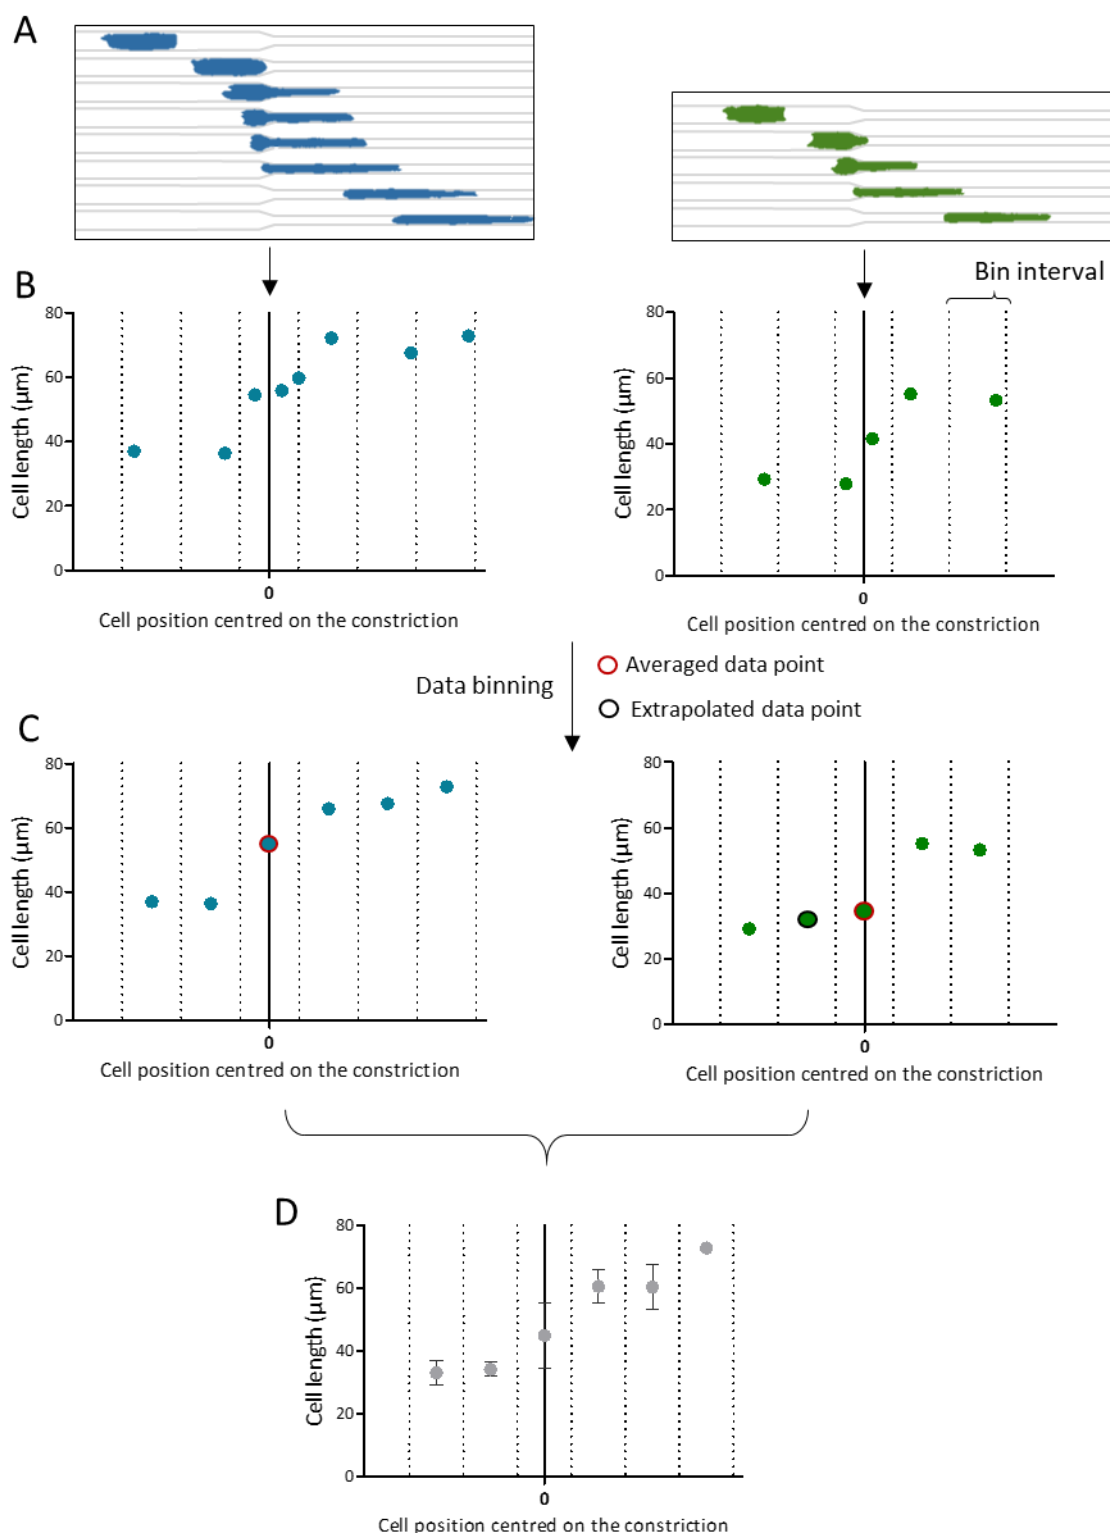 A
Bin interval
B
80
60
40
20
0
Cell length (µm)
0
Cell position centred on the constriction
80
60
40
20
0
Cell length (µm)
0
Cell position centred on the constriction
Data binning
Averaged data point
Extrapolated data point
C
80
60
40
20
0
Cell length (µm)
0
Cell position centred on the constriction
80
60
40
20
0
Cell length (µm)
0
Cell position centred on the constriction
D
80
60
40
20
0
Cell length (µm)
0
Cell position centred on the constriction